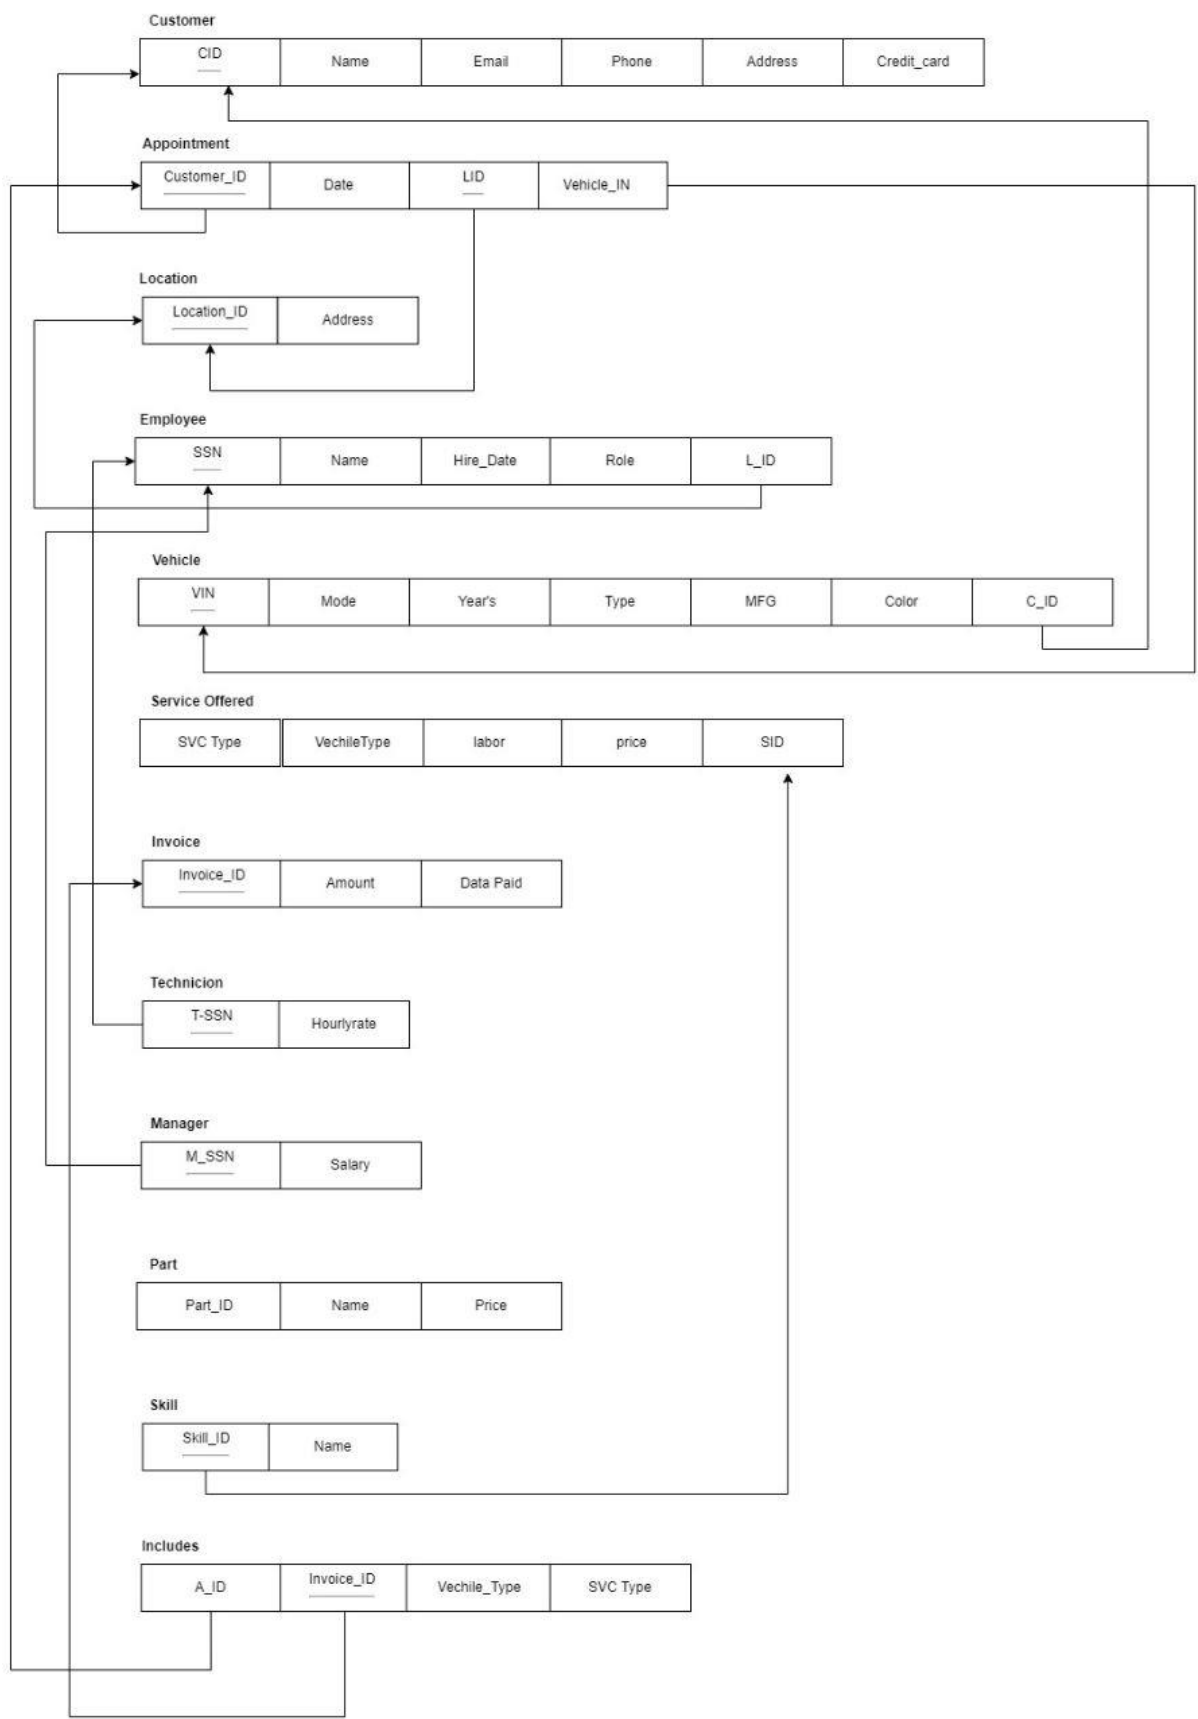 Customer
CID Name Email Phone Address Credit_card
Appointment
Customer_ID Date LID Vehicle_IN
Location
Location_ID Address
Employee
SSN Name Hire_Date Role L_ID
Vehicle
VIN Mode Year's Type MFG Color C_ID
Service Offered
SVC Type VechileType labor price SID
Invoice
Invoice_ID Amount Data Paid
Technicion
T-SSN Hourlyrate
Manager
M_SSN Salary
Part
Part_ID Name Price
Skill
Skill_ID Name
Includes
A_ID Invoice_ID Vechile_Type SVC Type